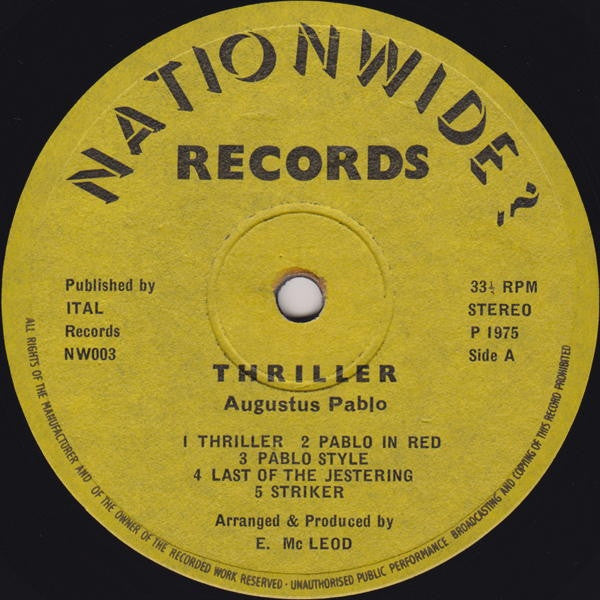 NATIONWIDE
RECORDS
Published by
ITAL
Records
NW003
33⅓ RPM
STEREO
P 1975
Side A
THRILLER
Augustus Pablo
1 THRILLER 2 PABLO IN RED
3 PABLO STYLE
4 LAST OF THE JESTERING
5 STRIKER
Arranged & Produced by
E. Mc LEOD
ALL RIGHTS OF THE MANUFACTURER AND OF THE OWNER OF THE RECORDED WORK RESERVED · UNAUTHORISED PUBLIC PERFORMANCE BROADCASTING AND COPYING OF THIS RECORD PROHIBITED